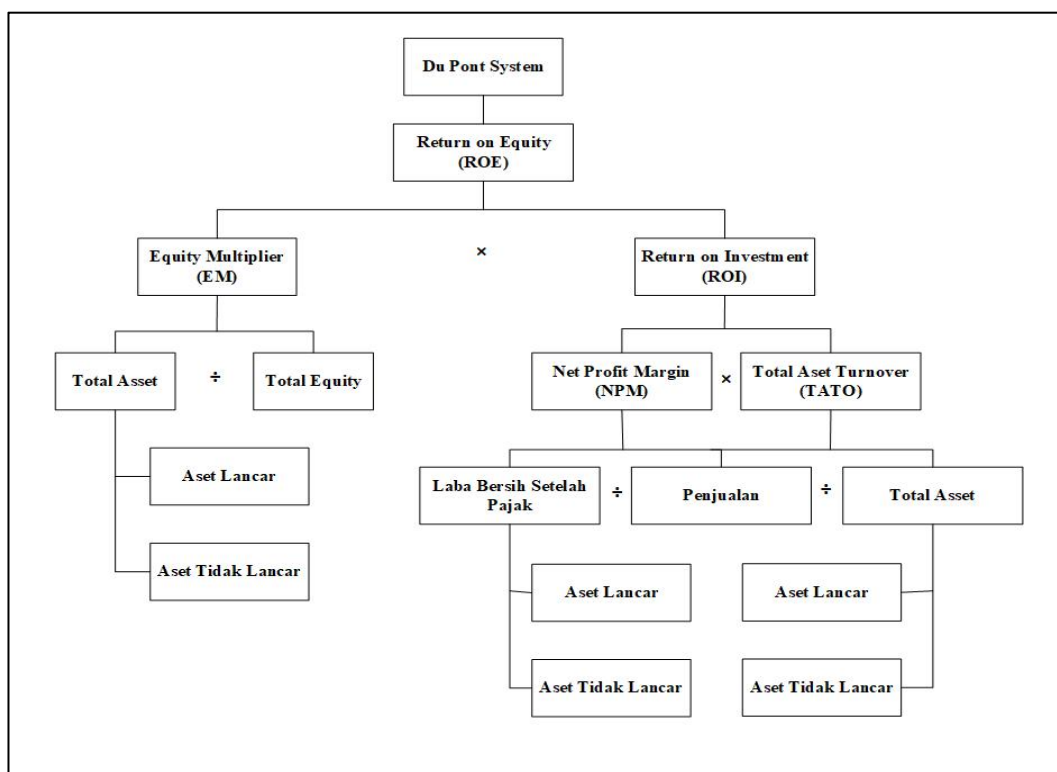 Du Pont System
Return on Equity
(ROE)
Equity Multiplier
(EM)
×
Return on Investment
(ROI)
Total Asset
÷
Total Equity
Net Profit Margin
(NPM)
×
Total Aset Turnover
(TATO)
Aset Lancar
Aset Tidak Lancar
Laba Bersih Setelah
Pajak
÷
Penjualan
÷
Total Asset
Aset Lancar
Aset Lancar
Aset Tidak Lancar
Aset Tidak Lancar